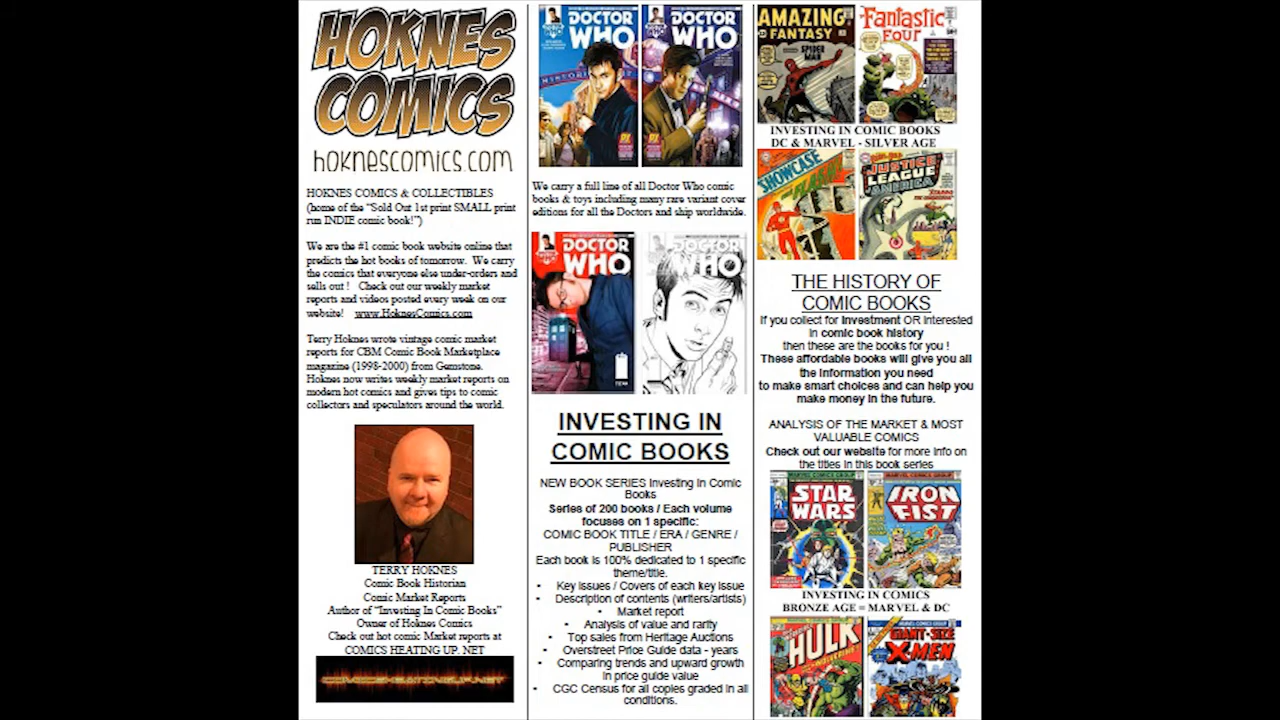 HOKNES
COMICS
hoknescomics.com
HOKNES COMICS & COLLECTIBLES
(home of the “Sold Out 1st print SMALL print
run INDIE comic book!”)
We are the #1 comic book website online that
predicts the hot books of tomorrow. We carry
the comics that everyone else under-orders and
sells out ! Check out our weekly market
reports and videos posted every week on our
website! www.HoknesComics.com
Terry Hoknes wrote vintage comic market
reports for CBM Comic Book Marketplace
magazine (1998-2000) from Gemstone.
Hoknes now writes weekly market reports on
modern hot comics and gives tips to comic
collectors and speculators around the world.
TERRY HOKNES
Comic Book Historian
Comic Market Reports
Author of “Investing In Comic Books”
Owner of Hoknes Comics
Check out hot comic Market reports at
COMICS HEATING UP. NET
COMICSHEATINGUP.NET
DOCTOR
WHO
DOCTOR
WHO
We carry a full line of all Doctor Who comic
books & toys including many rare variant cover
editions for all the Doctors and ship worldwide.
DOCTOR
WHO
DOCTOR
WHO
INVESTING IN
COMIC BOOKS
NEW BOOK SERIES Investing In Comic
Books
Series of 200 books / Each volume
focuses on 1 specific:
COMIC BOOK TITLE / ERA / GENRE /
PUBLISHER
Each book is 100% dedicated to 1 specific
theme/title.
• Key Issues / Covers of each key issue
• Description of contents (writers/artists)
• Market report
• Analysis of value and rarity
• Top sales from Heritage Auctions
• Overstreet Price Guide data - years
• Comparing trends and upward growth
in price guide value
• CGC Census for all copies graded in all
conditions.
AMAZING
FANTASY
SPIDER
MAN
Fantastic
FOUR
INVESTING IN COMIC BOOKS
DC & MARVEL - SILVER AGE
SHOWCASE
FLASH
JUSTICE
LEAGUE
AMERICA
THE HISTORY OF
COMIC BOOKS
If you collect for investment OR interested
in comic book history
then these are the books for you !
These affordable books will give you all
the information you need
to make smart choices and can help you
make money in the future.
ANALYSIS OF THE MARKET & MOST
VALUABLE COMICS
Check out our website for more info on
the titles in this book series
MARVEL COMICS GROUP
STAR
WARS
MARVEL COMICS GROUP
IRON
FIST
INVESTING IN COMICS
BRONZE AGE = MARVEL & DC
MARVEL COMICS GROUP
HULK
MARVEL COMICS GROUP
GIANT-SIZE
X-MEN